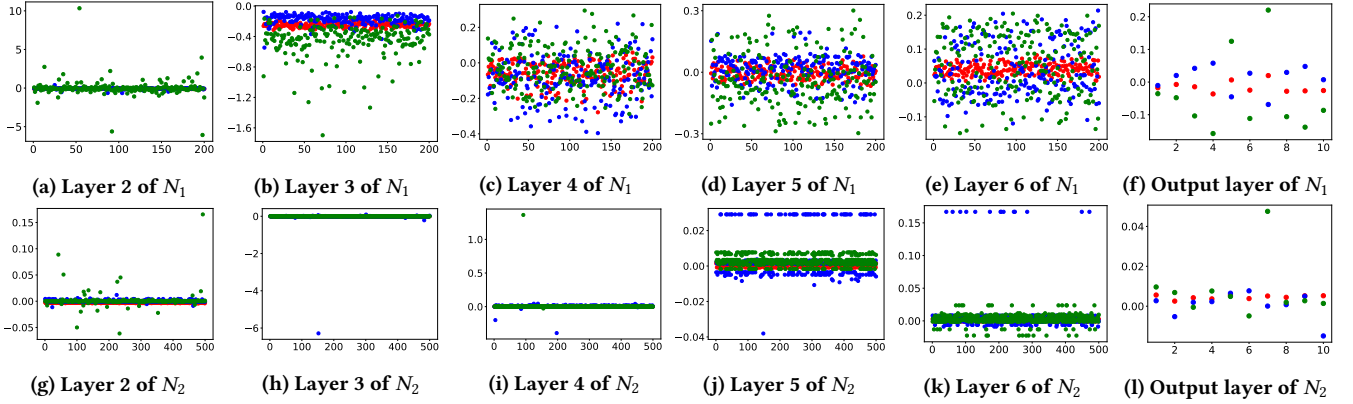 10
5
0
−5
0 50 100 150 200
(a) Layer 2 of N₁
0.0
−0.4
−0.8
−1.2
−1.6
0 50 100 150 200
(b) Layer 3 of N₁
0.2
0.0
−0.2
−0.4
0 50 100 150 200
(c) Layer 4 of N₁
0.3
0.0
−0.3
0 50 100 150 200
(d) Layer 5 of N₁
0.2
0.1
0.0
−0.1
0 50 100 150 200
(e) Layer 6 of N₁
0.2
0.1
0.0
−0.1
2 4 6 8 10
(f) Output layer of N₁
0.15
0.10
0.05
0.00
−0.05
0 100 200 300 400 500
(g) Layer 2 of N₂
0
−2
−4
−6
0 100 200 300 400 500
(h) Layer 3 of N₂
1.0
0.5
0.0
0 100 200 300 400 500
(i) Layer 4 of N₂
0.02
0.00
−0.02
−0.04
0 100 200 300 400 500
(j) Layer 5 of N₂
0.15
0.10
0.05
0.00
0 100 200 300 400 500
(k) Layer 6 of N₂
0.04
0.02
0.00
2 4 6 8 10
(l) Output layer of N₂